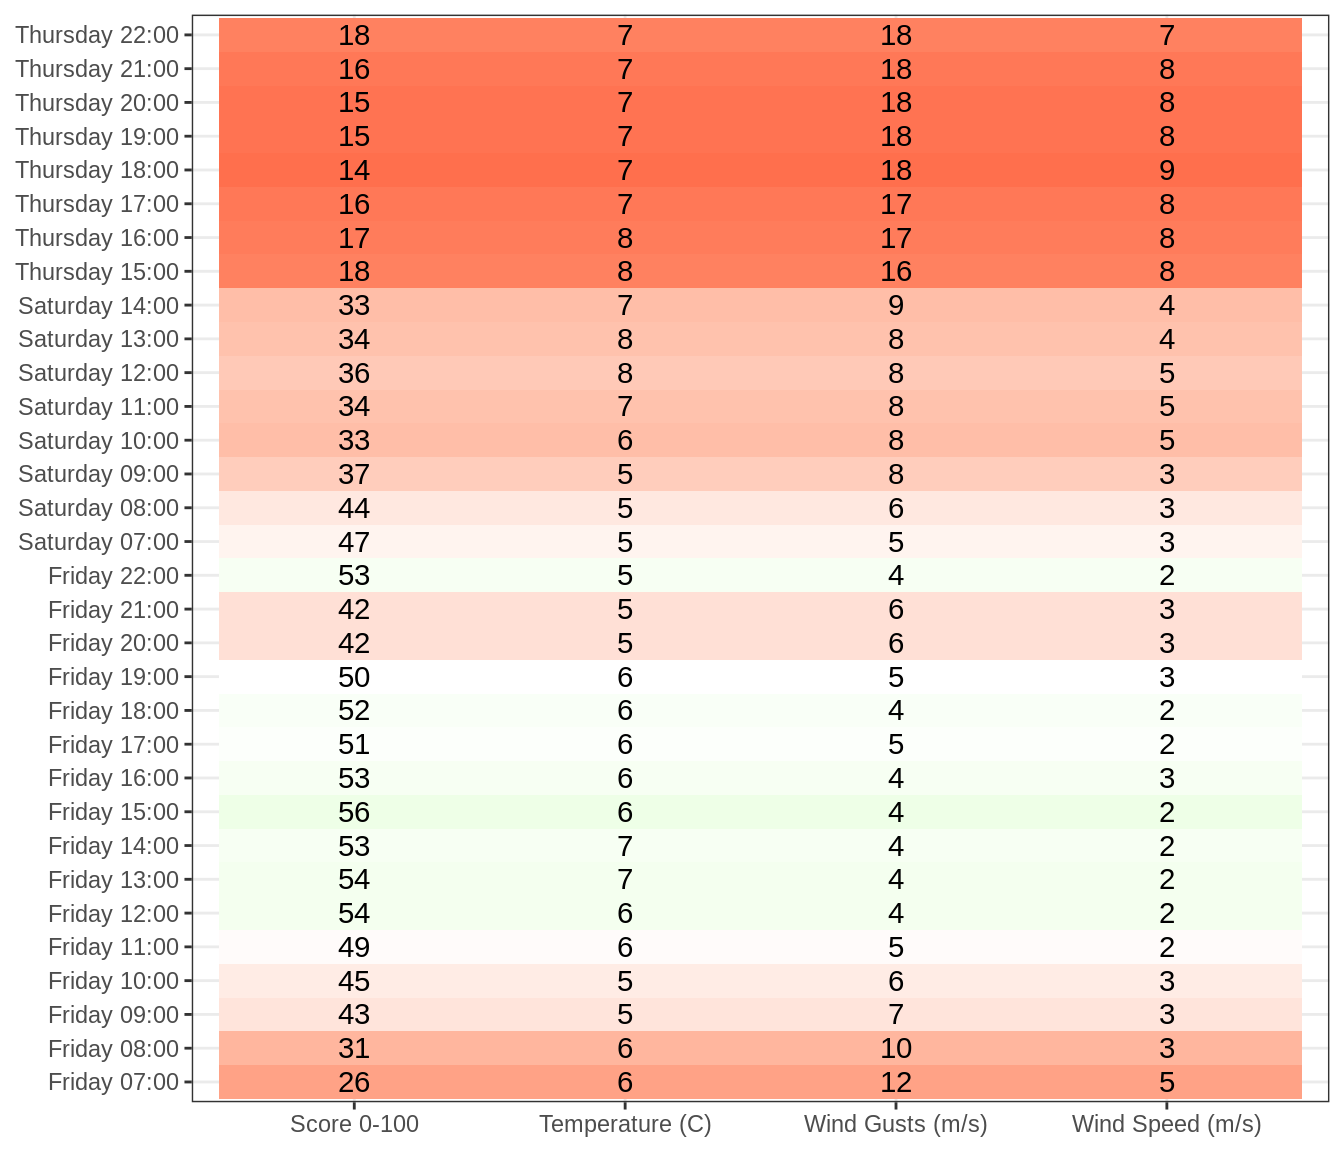 Thursday 22:00 18 7 18 7
Thursday 21:00 16 7 18 8
Thursday 20:00 15 7 18 8
Thursday 19:00 15 7 18 8
Thursday 18:00 14 7 18 9
Thursday 17:00 16 7 17 8
Thursday 16:00 17 8 17 8
Thursday 15:00 18 8 16 8
Saturday 14:00 33 7 9 4
Saturday 13:00 34 8 8 4
Saturday 12:00 36 8 8 5
Saturday 11:00 34 7 8 5
Saturday 10:00 33 6 8 5
Saturday 09:00 37 5 8 3
Saturday 08:00 44 5 6 3
Saturday 07:00 47 5 5 3
Friday 22:00 53 5 4 2
Friday 21:00 42 5 6 3
Friday 20:00 42 5 6 3
Friday 19:00 50 6 5 3
Friday 18:00 52 6 4 2
Friday 17:00 51 6 5 2
Friday 16:00 53 6 4 3
Friday 15:00 56 6 4 2
Friday 14:00 53 7 4 2
Friday 13:00 54 7 4 2
Friday 12:00 54 6 4 2
Friday 11:00 49 6 5 2
Friday 10:00 45 5 6 3
Friday 09:00 43 5 7 3
Friday 08:00 31 6 10 3
Friday 07:00 26 6 12 5
Score 0-100 Temperature (C) Wind Gusts (m/s) Wind Speed (m/s)